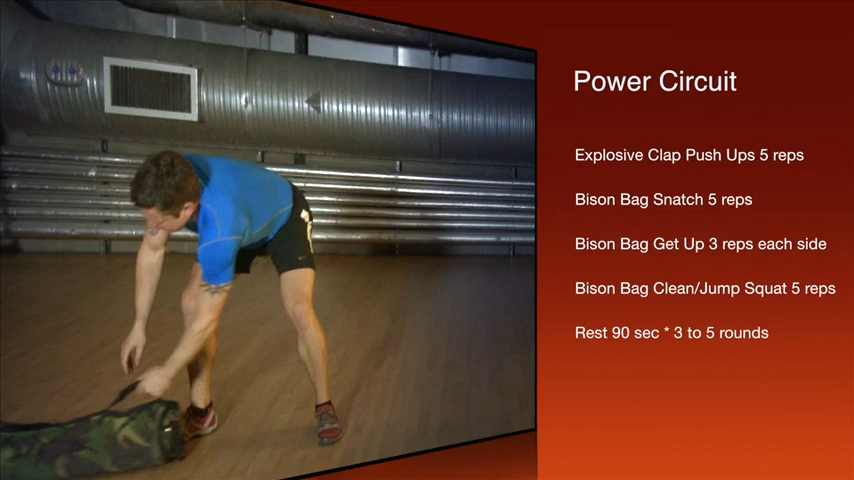 Power Circuit
Explosive Clap Push Ups 5 reps
Bison Bag Snatch 5 reps
Bison Bag Get Up 3 reps each side
Bison Bag Clean/Jump Squat 5 reps
Rest 90 sec * 3 to 5 rounds